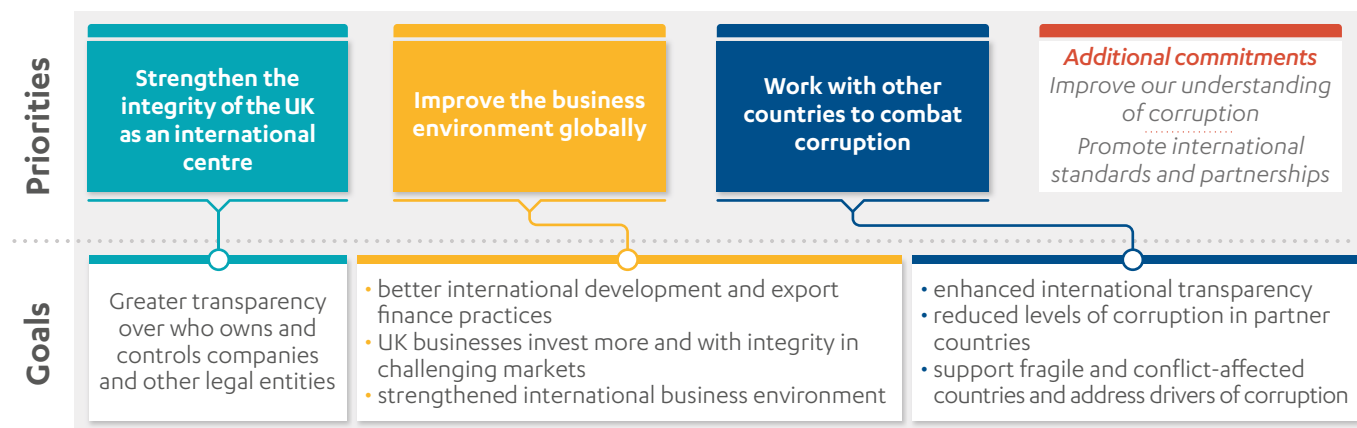 Priorities
Strengthen the
integrity of the UK
as an international
centre
Improve the business
environment globally
Work with other
countries to combat
corruption
Additional commitments
Improve our understanding
of corruption
Promote international
standards and partnerships
Goals
Greater transparency
over who owns and
controls companies
and other legal entities
• better international development and export
finance practices
• UK businesses invest more and with integrity in
challenging markets
• strengthened international business environment
• enhanced international transparency
• reduced levels of corruption in partner
countries
• support fragile and conflict-affected
countries and address drivers of corruption